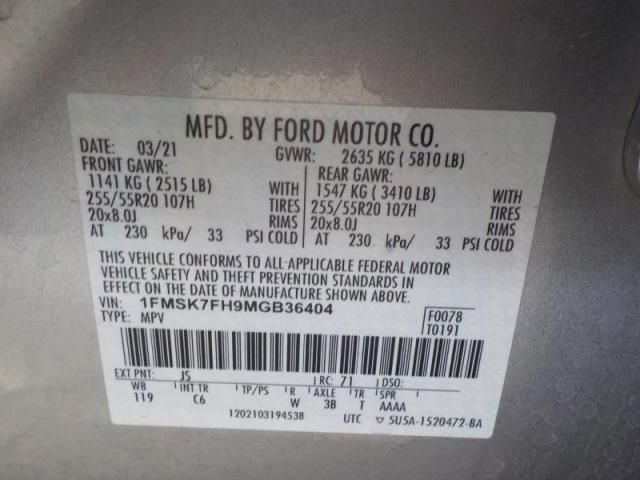 MFD. BY FORD MOTOR CO.
DATE: 03/21 GVWR: 2635 KG ( 5810 LB)
FRONT GAWR: REAR GAWR:
1141 KG ( 2515 LB) WITH 1547 KG ( 3410 LB) WITH
255/55R20 107H TIRES 255/55R20 107H TIRES
20x8.0J RIMS 20x8.0J RIMS
AT 230 kPa/ 33 PSI COLD AT 230 kPa/ 33 PSI COLD
THIS VEHICLE CONFORMS TO ALL APPLICABLE FEDERAL MOTOR
VEHICLE SAFETY AND THEFT PREVENTION STANDARDS IN
EFFECT ON THE DATE OF MANUFACTURE SHOWN ABOVE.
VIN: 1FMSK7FH9MGB36404 F0078
TYPE: MPV T0191
EXT PNT: JS RC: 71 DSO:
WB INT TR TP/PS R AXLE TR SPR
119 C6 W 3B T AAAA
1202103194538 UTC ▽ 5U5A-1520472-BA